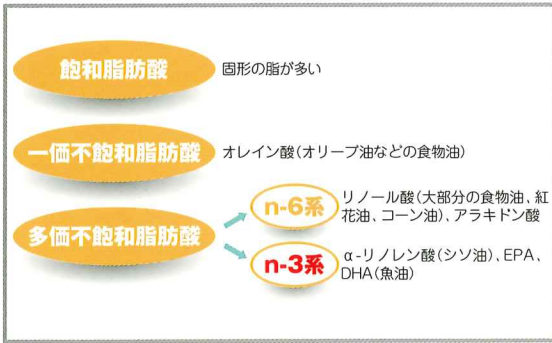 飽和脂肪酸 固形の脂が多い
一価不飽和脂肪酸 オレイン酸(オリーブ油などの食物油)
多価不飽和脂肪酸
n-6系 リノール酸(大部分の食物油、紅
花油、コーン油)、アラキドン酸
n-3系 α-リノレン酸(シソ油)、EPA、
DHA(魚油)